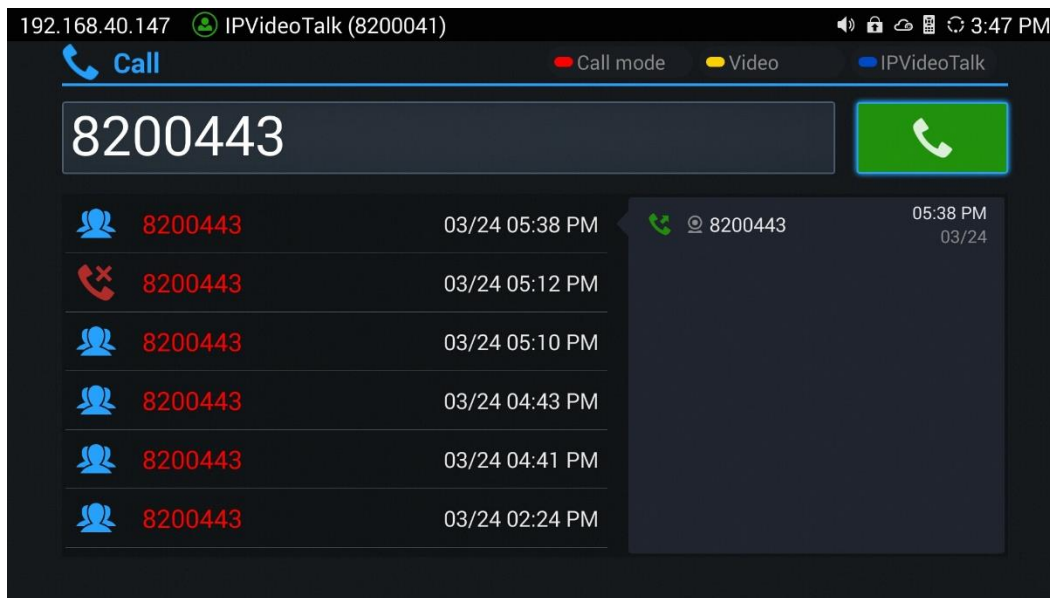 192.168.40.147 IPVideoTalk (8200041) 3:47 PM
Call Call mode Video IPVideoTalk
8200443
8200443 03/24 05:38 PM 8200443 05:38 PM
03/24
8200443 03/24 05:12 PM
8200443 03/24 05:10 PM
8200443 03/24 04:43 PM
8200443 03/24 04:41 PM
8200443 03/24 02:24 PM